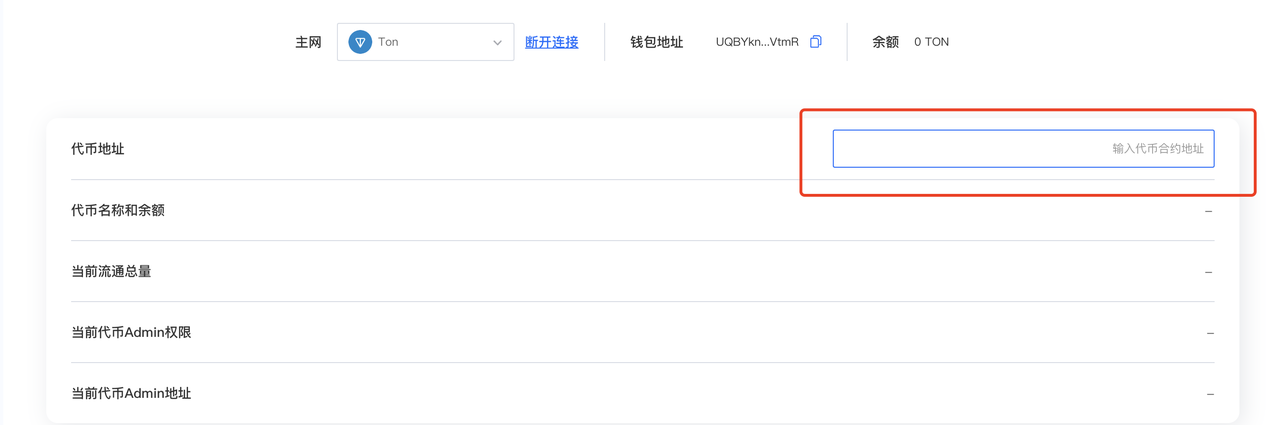 主网 Ton 断开连接 钱包地址 UQBYkn...VtmR 余额 0 TON
代币地址 输入代币合约地址
代币名称和余额 –
当前流通总量 –
当前代币Admin权限 –
当前代币Admin地址 –